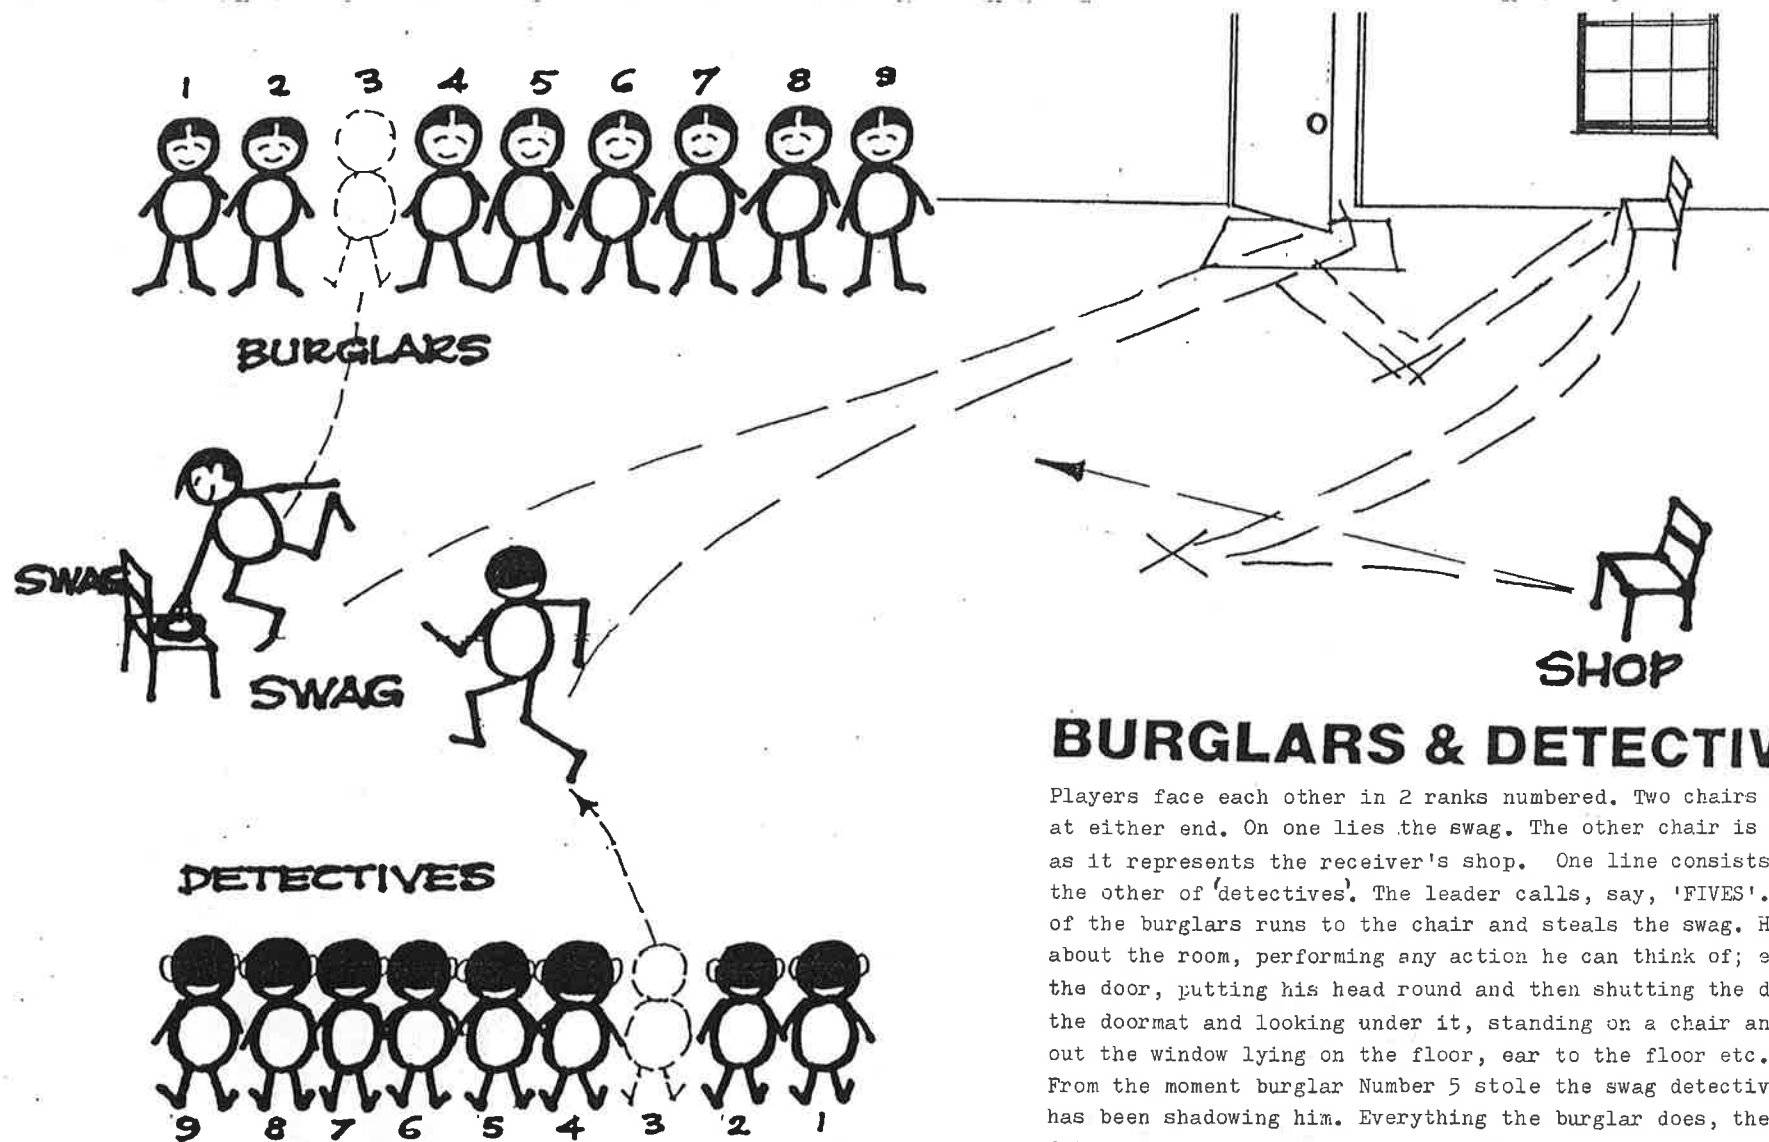 1 2 3 4 5 6 7 8 9
BURGLARS
SWAG
SWAG
SHOP
DETECTIVES
9 8 7 6 5 4 3 2 1
BURGLARS & DETECTIV
Players face each other in 2 ranks numbered. Two chairs
at either end. On one lies the swag. The other chair is
as it represents the receiver's shop. One line consists
the other of 'detectives'. The leader calls, say, 'FIVES'.
of the burglars runs to the chair and steals the swag. H
about the room, performing any action he can think of; e
the door, putting his head round and then shutting the d
the doormat and looking under it, standing on a chair an
out the window lying on the floor, ear to the floor etc.
From the moment burglar Number 5 stole the swag detectiv
has been shadowing him. Everything the burglar does, the